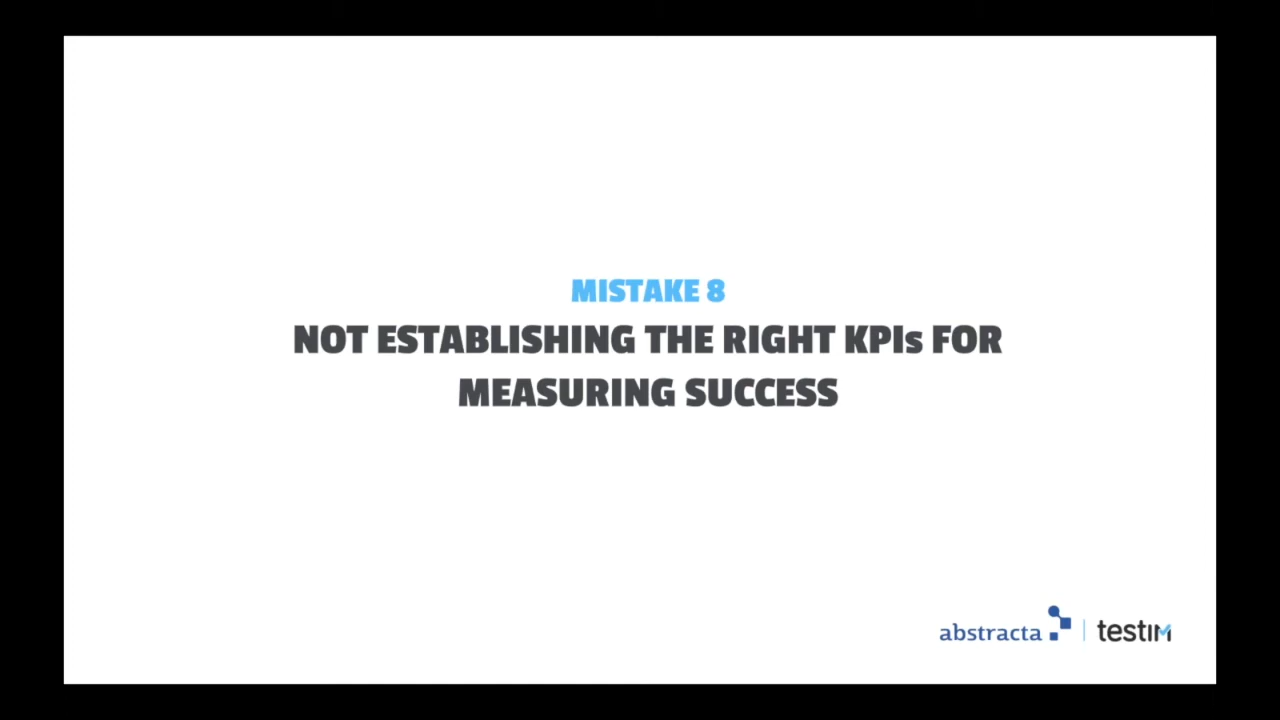 MISTAKE 8
NOT ESTABLISHING THE RIGHT KPIs FOR
MEASURING SUCCESS
abstracta | testim